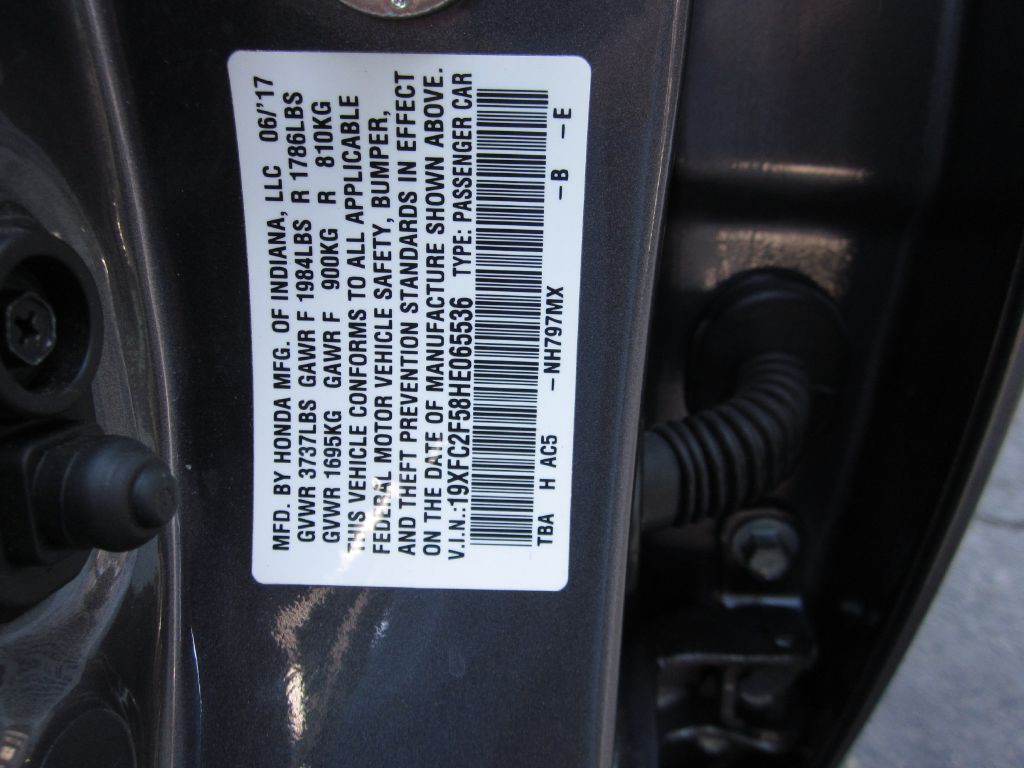 MFD. BY HONDA MFG. OF INDIANA, LLC 06/'17
GVWR 3737LBS GAWR F 1984LBS R 1786LBS
GVWR 1695KG GAWR F 900KG R 810KG
THIS VEHICLE CONFORMS TO ALL APPLICABLE
FEDERAL MOTOR VEHICLE SAFETY, BUMPER,
AND THEFT PREVENTION STANDARDS IN EFFECT
ON THE DATE OF MANUFACTURE SHOWN ABOVE.
V.I.N.:19XFC2F58HE065536 TYPE: PASSENGER CAR
TBA H AC5 -NH797MX -B -E